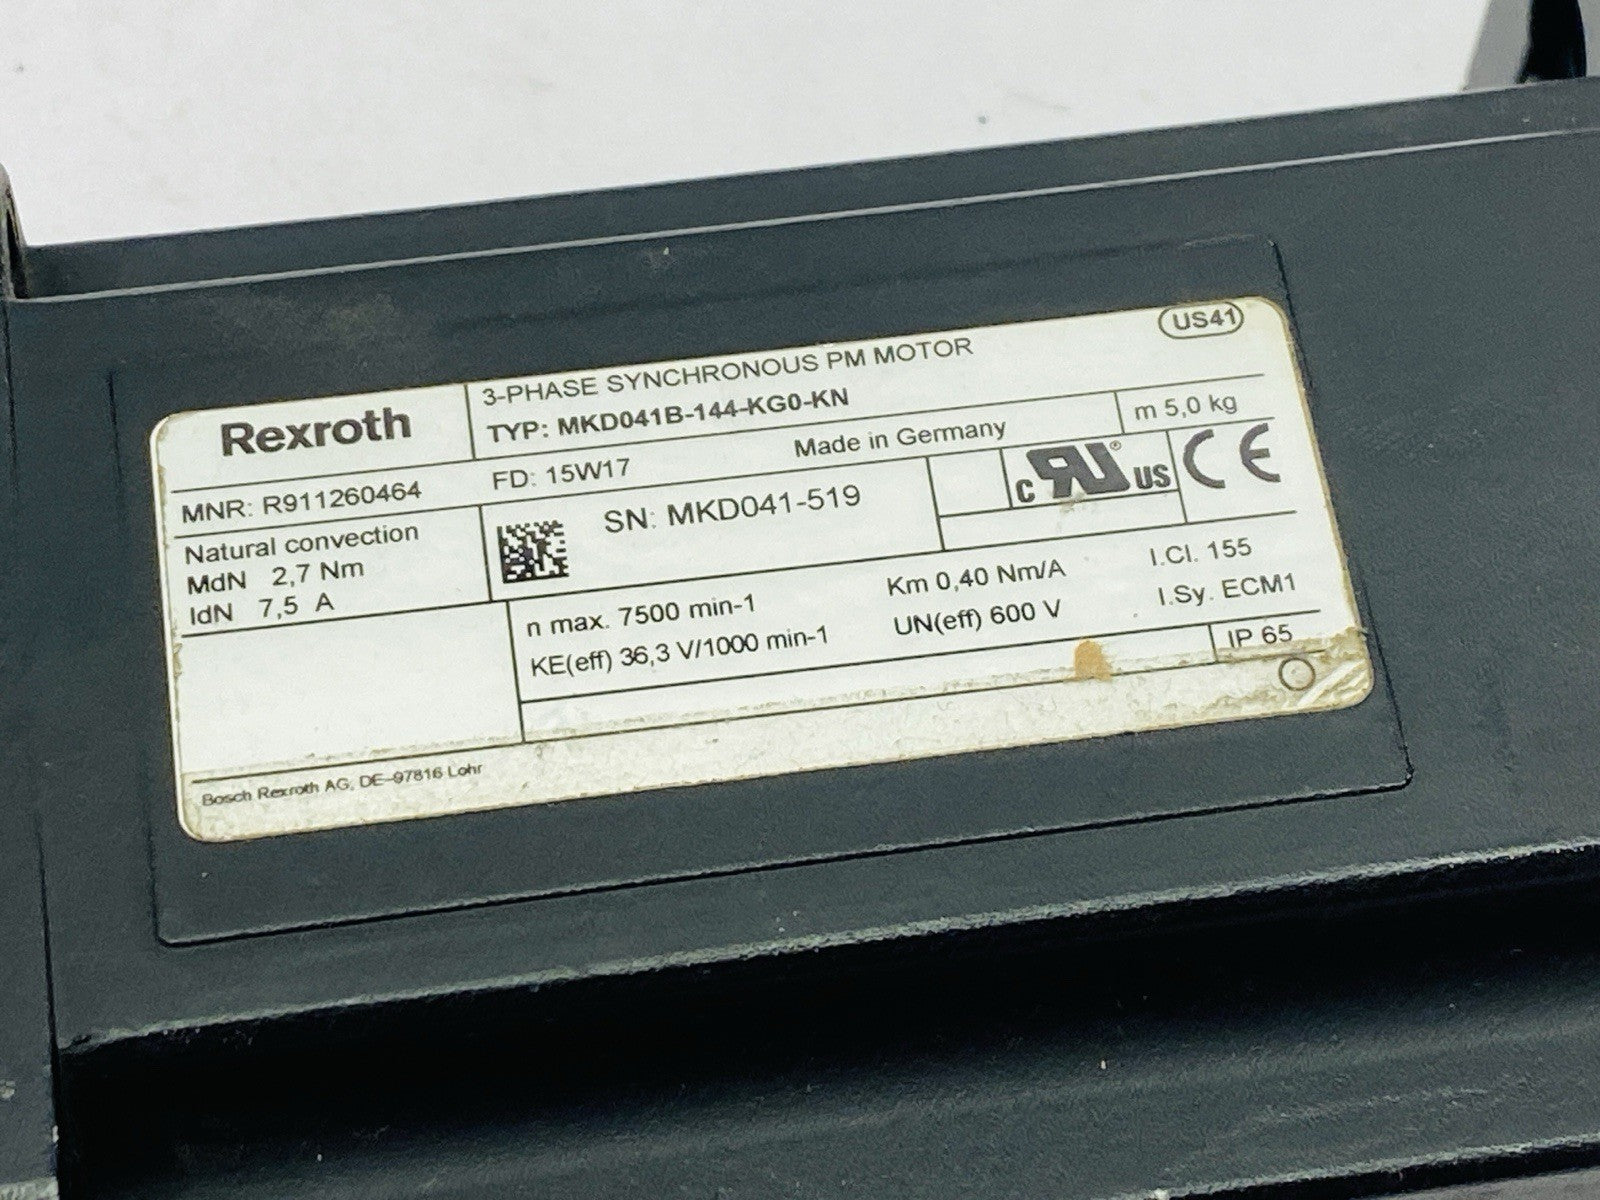 US41
Rexroth
3-PHASE SYNCHRONOUS PM MOTOR
TYP: MKD041B-144-KG0-KN
m 5,0 kg
MNR: R911260464
FD: 15W17
Made in Germany
Natural convection
MdN 2,7 Nm
IdN 7,5 A
SN: MKD041-519
c RU ® US
CE
n max. 7500 min-1
Km 0,40 Nm/A
I.Cl. 155
KE(eff) 36,3 V/1000 min-1
UN(eff) 600 V
I.Sy. ECM1
IP 65
Bosch Rexroth AG, DE-97816 Lohr